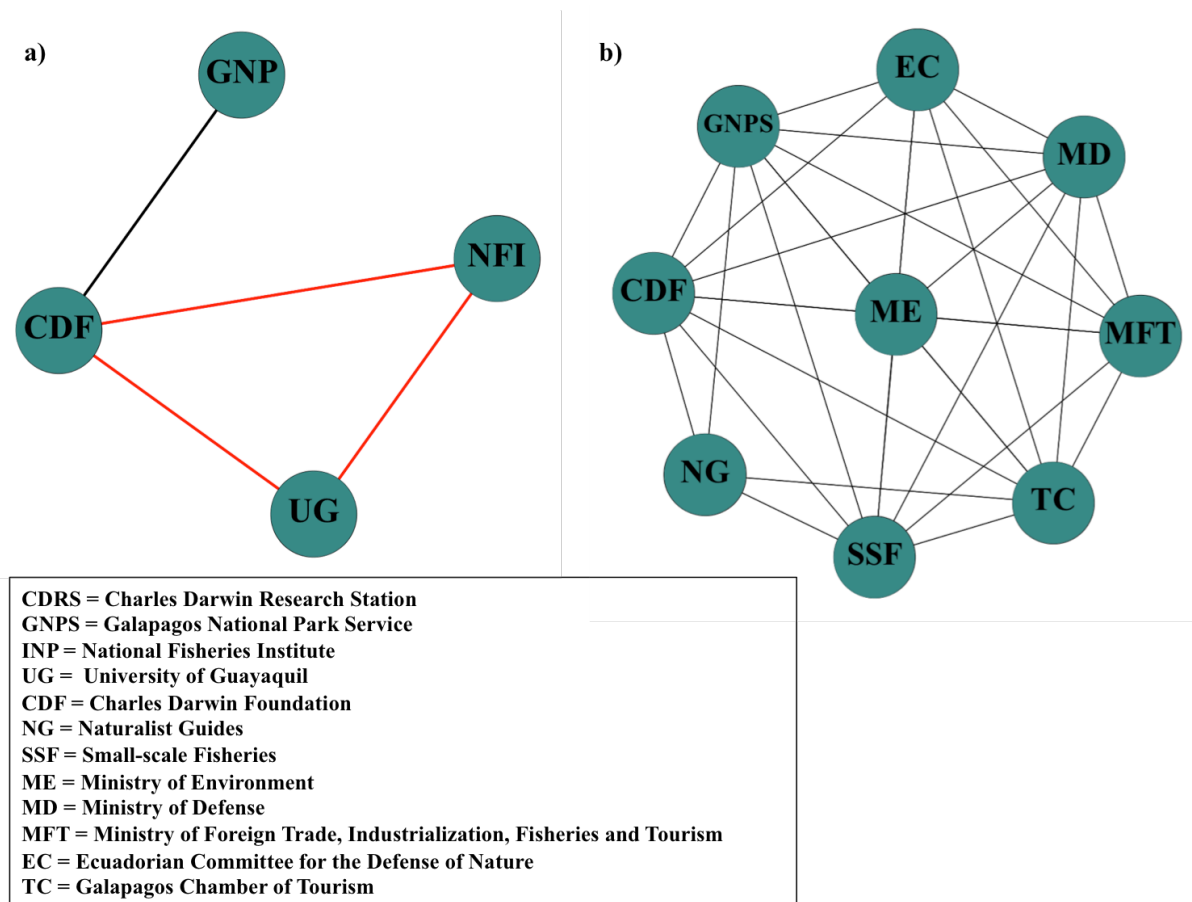 a)
GNP
NFI
CDF
UG
b)
EC
GNPS
MD
CDF
ME
MFT
NG
TC
SSF
CDRS = Charles Darwin Research Station
GNPS = Galapagos National Park Service
INP = National Fisheries Institute
UG =  University of Guayaquil
CDF = Charles Darwin Foundation
NG = Naturalist Guides
SSF = Small-scale Fisheries
ME = Ministry of Environment
MD = Ministry of Defense
MFT = Ministry of Foreign Trade, Industrialization, Fisheries and Tourism
EC = Ecuadorian Committee for the Defense of Nature
TC = Galapagos Chamber of Tourism